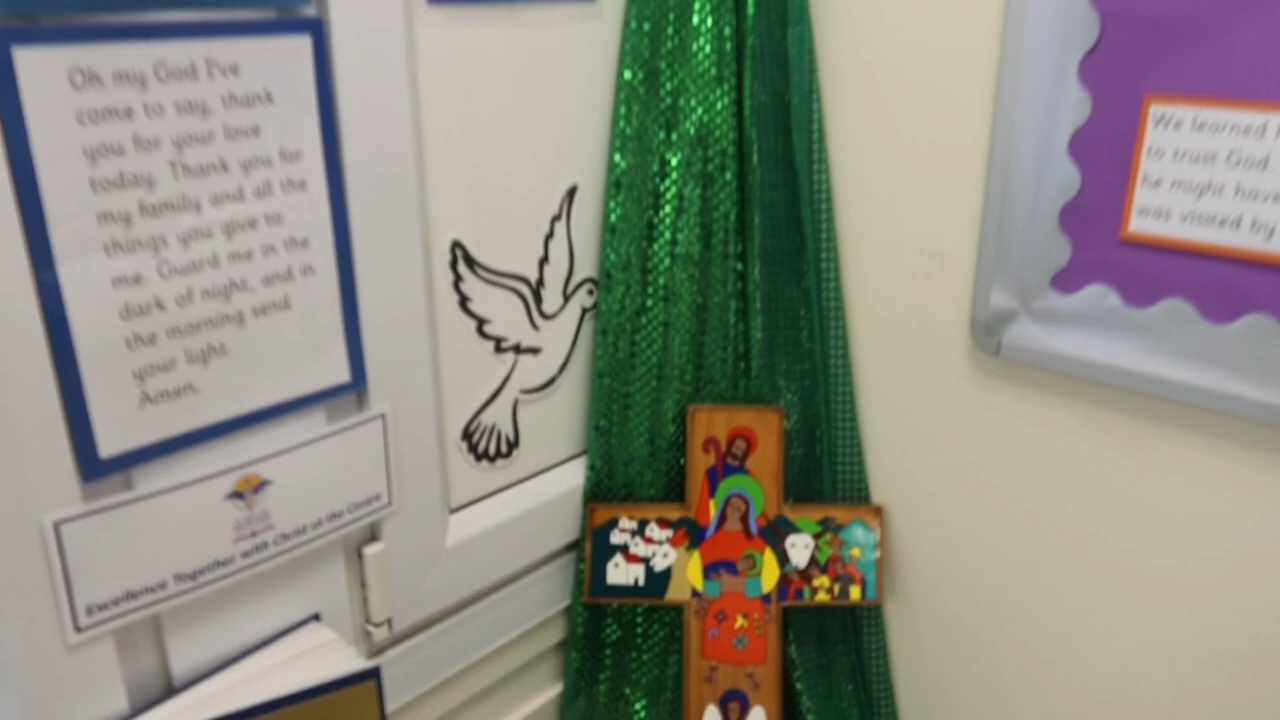 Oh my God I've
come to say, thank
you for your love
today. Thank you for
my family and all the
things you give to
me. Guard me in the
dark of night, and in
the morning send
your light.
Amen.
Excellence Together with Christ at the Centre
We learned
to trust God.
he might have
was visited by